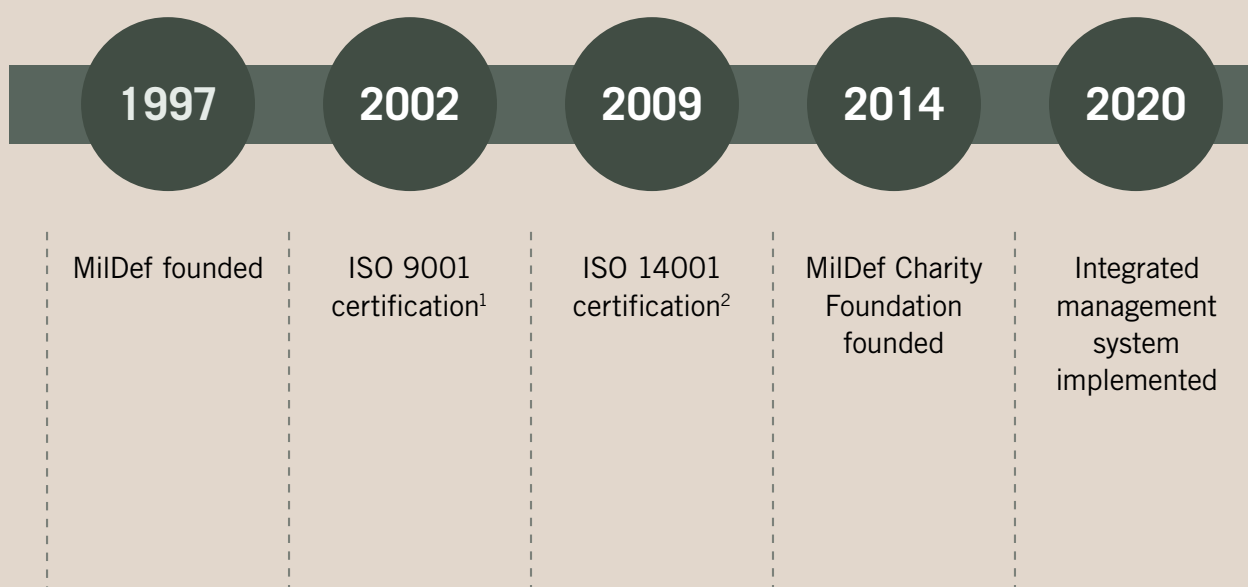 1997
2002
2009
2014
2020
MilDef founded
ISO 9001
certification¹
ISO 14001
certification²
MilDef Charity
Foundation
founded
Integrated
management
system
implemented